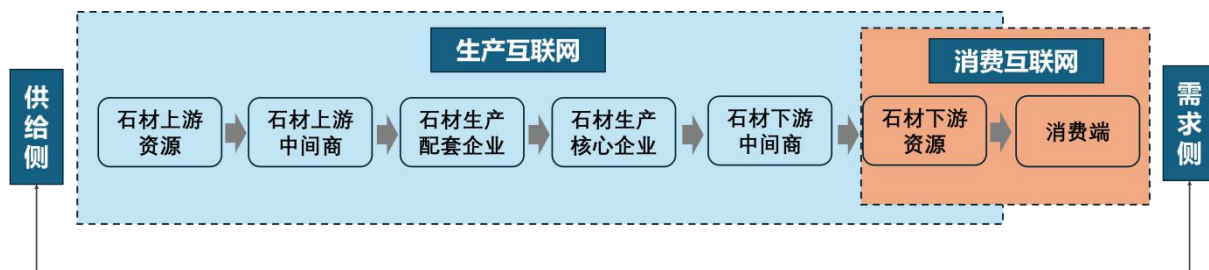 生产互联网
消费互联网
供给侧
石材上游
资源
石材上游
中间商
石材生产
配套企业
石材生产
核心企业
石材下游
中间商
石材下游
资源
消费端
需求侧